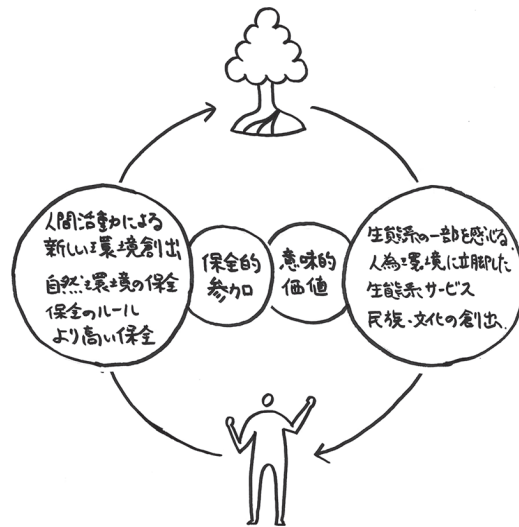 人間活動による
新しい環境創出
自然環境の保全
保全のルール
より高い保全
保全的
参加
意味的
価値
生態系の一部を感じる、
人為環境に立脚した
生態系サービス
民族・文化の創出、